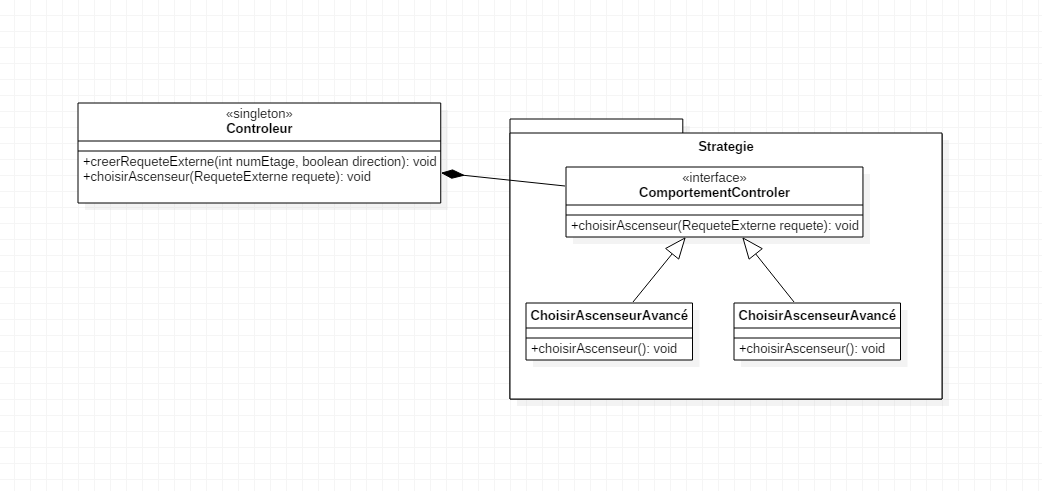 «singleton»
Controleur
+creerRequeteExterne(int numEtage, boolean direction): void
+choisirAscenseur(RequeteExterne requete): void
Strategie
«interface»
ComportementControler
+choisirAscenseur(RequeteExterne requete): void
ChoisirAscenseurAvancé
+choisirAscenseur(): void
ChoisirAscenseurAvancé
+choisirAscenseur(): void